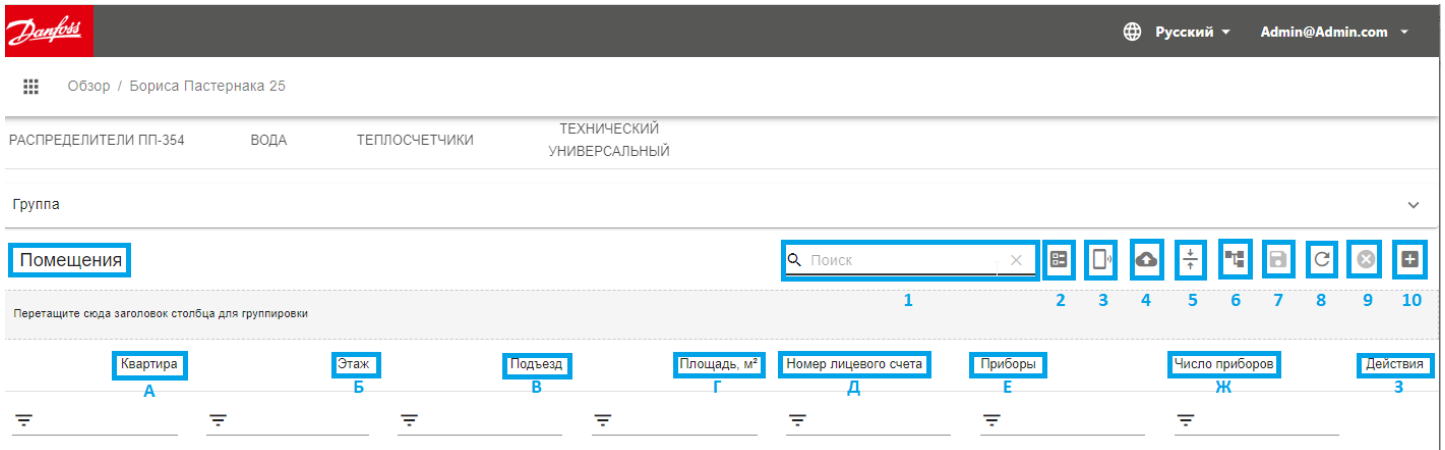 Danfoss
Русский Admin@Admin.com
Обзор / Бориса Пастернака 25
РАСПРЕДЕЛИТЕЛИ ПП-354 ВОДА ТЕПЛОСЧЕТЧИКИ ТЕХНИЧЕСКИЙ
УНИВЕРСАЛЬНЫЙ
Группа
Помещения Поиск
1 2 3 4 5 6 7 8 9 10
Перетащите сюда заголовок столбца для группировки
Квартира Этаж Подъезд Площадь, м² Номер лицевого счета Приборы Число приборов Действия
А Б В Г Д Е Ж З